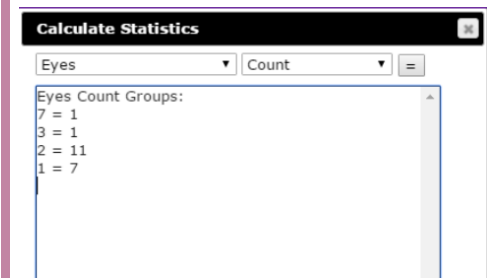 Calculate Statistics
Eyes Count =
Eyes Count Groups:
7 = 1
3 = 1
2 = 11
1 = 7